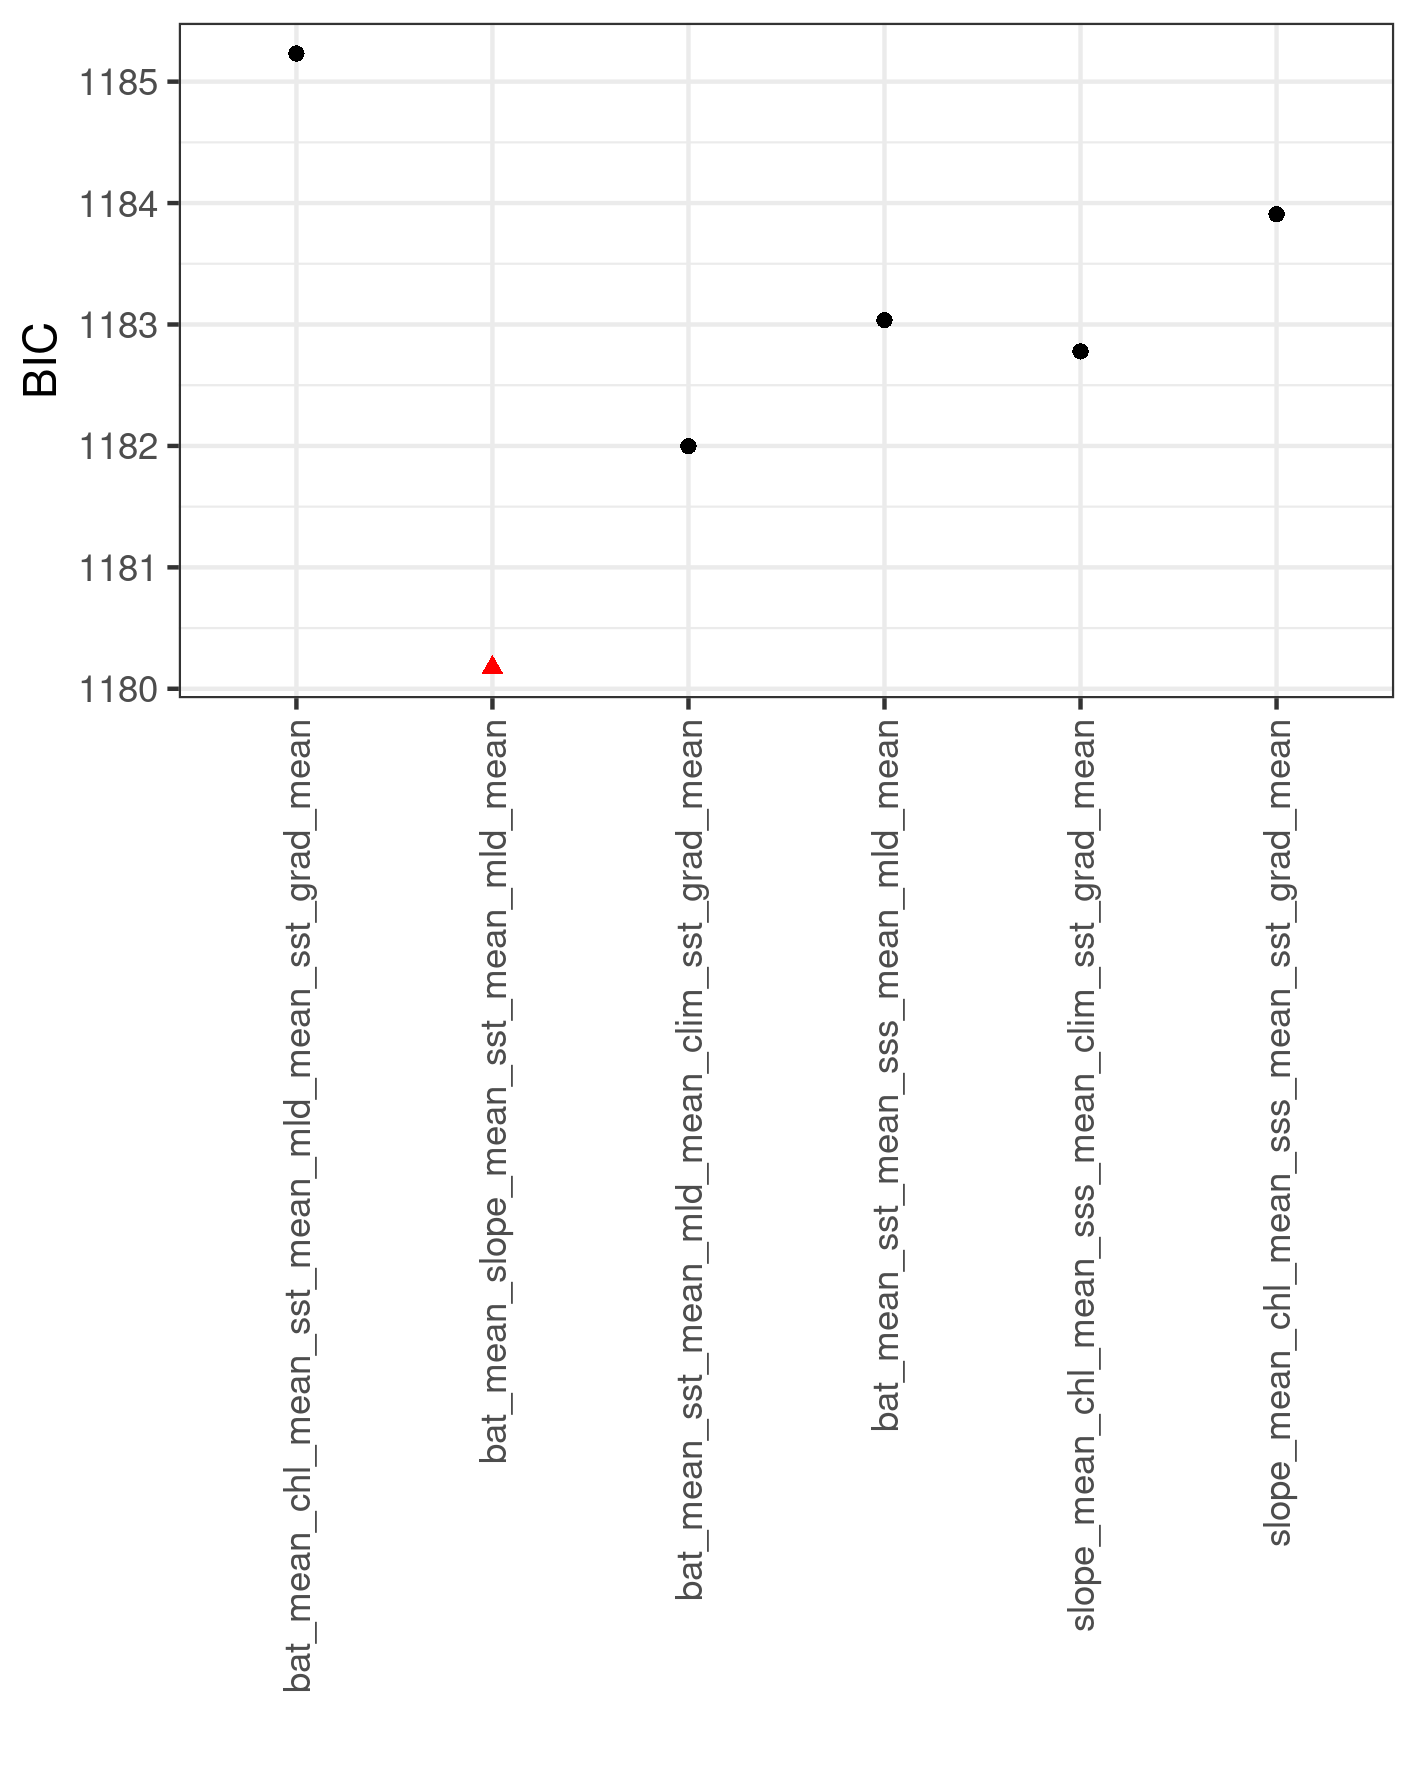 BIC
1185
1184
1183
1182
1181
1180
bat_mean_chl_mean_sst_mean_mld_mean_sst_grad_mean
bat_mean_slope_mean_sst_mean_mld_mean
bat_mean_sst_mean_mld_mean_clim_sst_grad_mean
bat_mean_sst_mean_sss_mean_mld_mean
slope_mean_chl_mean_sss_mean_clim_sst_grad_mean
slope_mean_chl_mean_sss_mean_sst_grad_mean